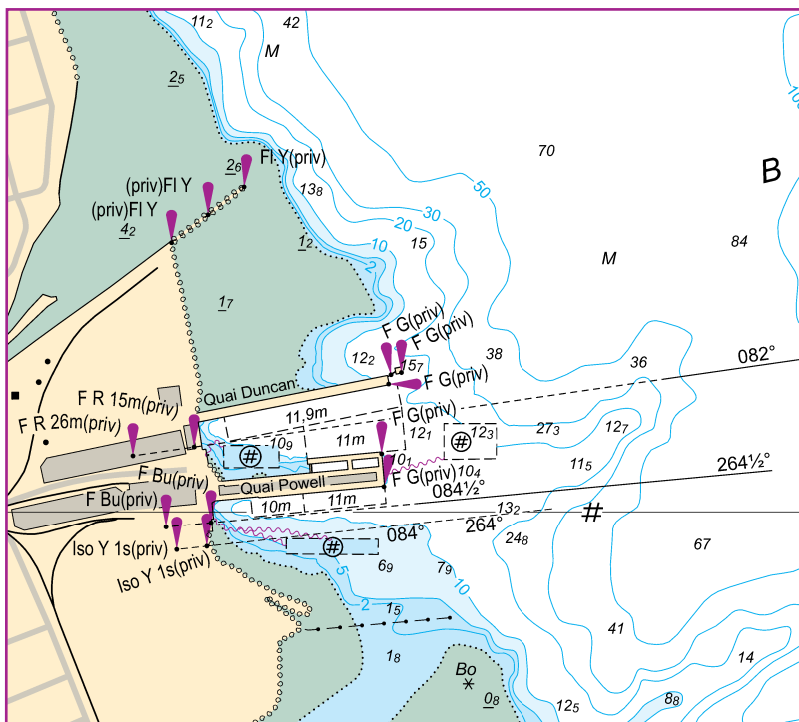 11₂
42
M
2₅
70
B
Fl Y(priv)
2₆
(priv)Fl Y
13₈
50
(priv)Fl Y
30
20
4₂
1₂
10
15
84
2
M
1₇
F G(priv)
F G(priv)
12₂
15₇
38
36
082°
F G(priv)
Quai Duncan
F R 15m(priv)
11,9m
F G(priv)
F R 26m(priv)
10₉
11m
12₁
#
12₃
27₃
12₇
10₁
11₅
F Bu(priv)
F G(priv)
10₄
264½°
Quai Powell
084½°
F Bu(priv)
10m
11m
13₂
#
084°
264°
24₈
Iso Y 1s(priv)
#
67
Iso Y 1s(priv)
5
6₉
7₉
10
2
1₅
41
1₈
14
Bo
0₈
12₅
8₈